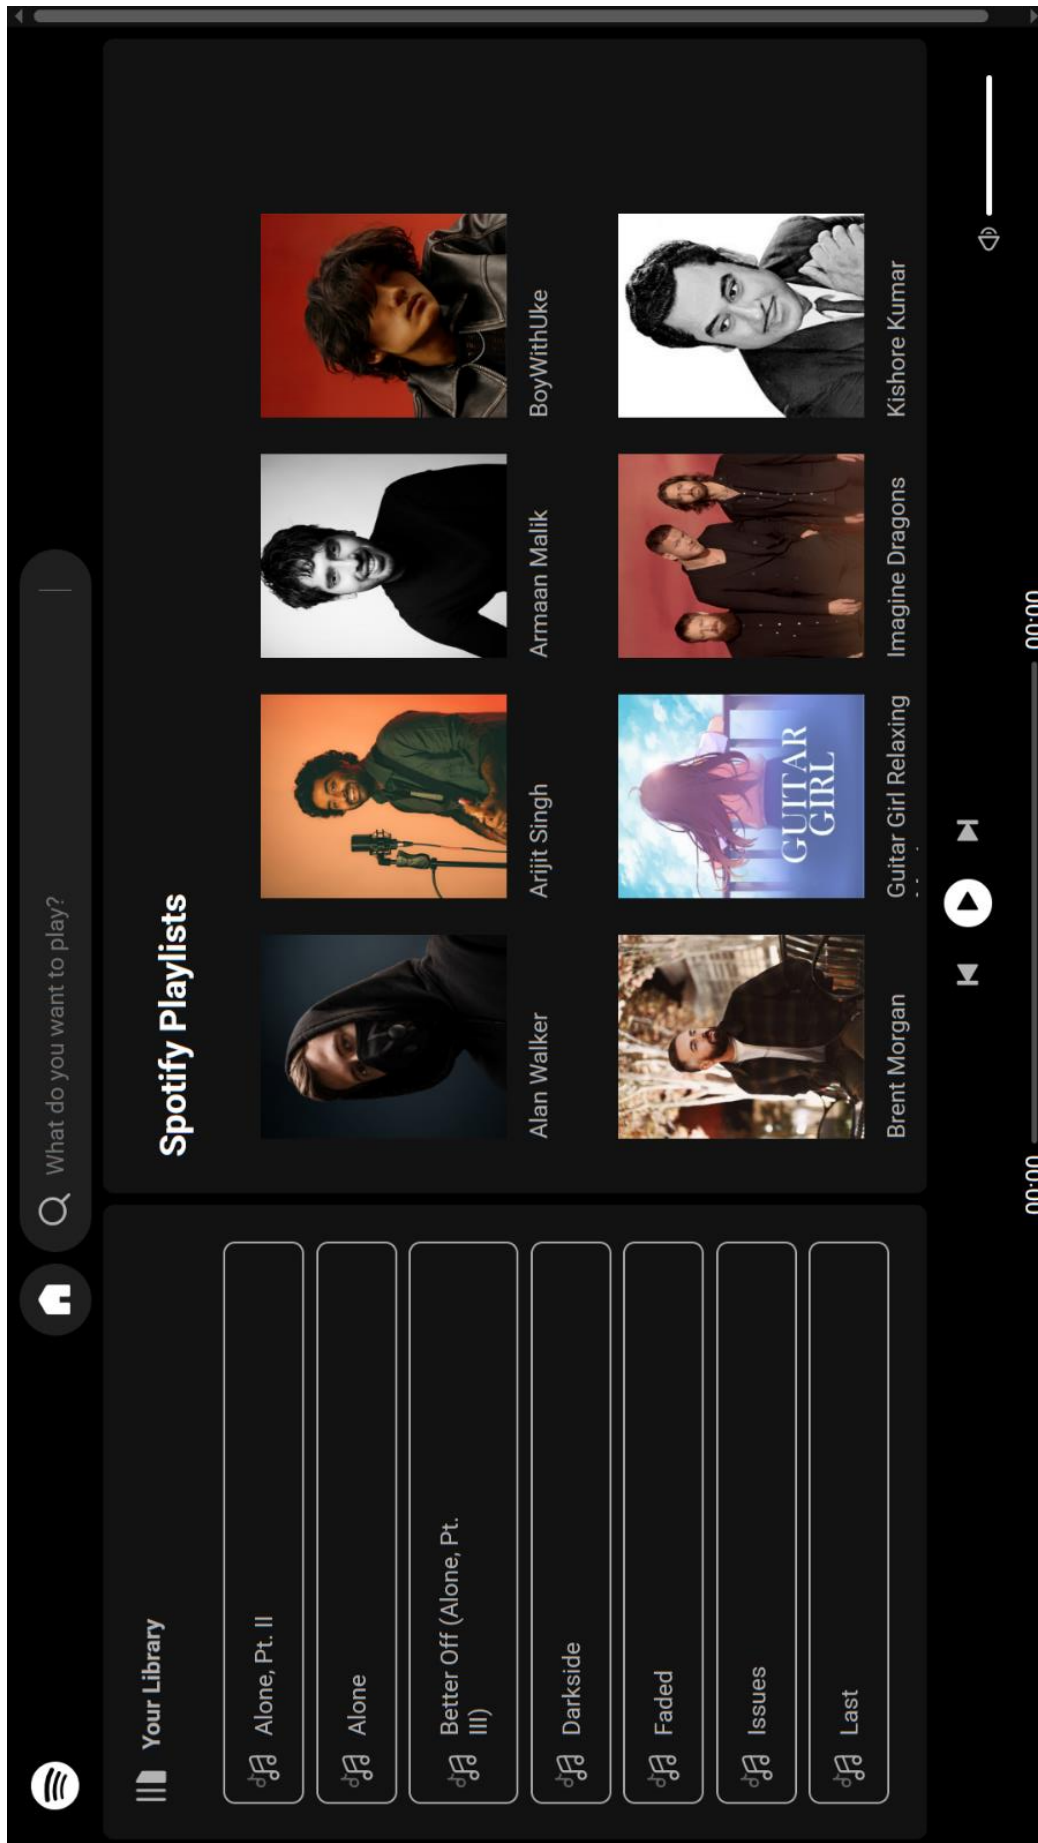 What do you want to play?
Your Library
Alone, Pt. II
Alone
Better Off (Alone, Pt.
III)
Darkside
Faded
Issues
Last
Spotify Playlists
Alan Walker
Arijit Singh
Armaan Malik
BoyWithUke
GUITAR
GIRL
Brent Morgan
Guitar Girl Relaxing
Imagine Dragons
Kishore Kumar
00:00
00:00